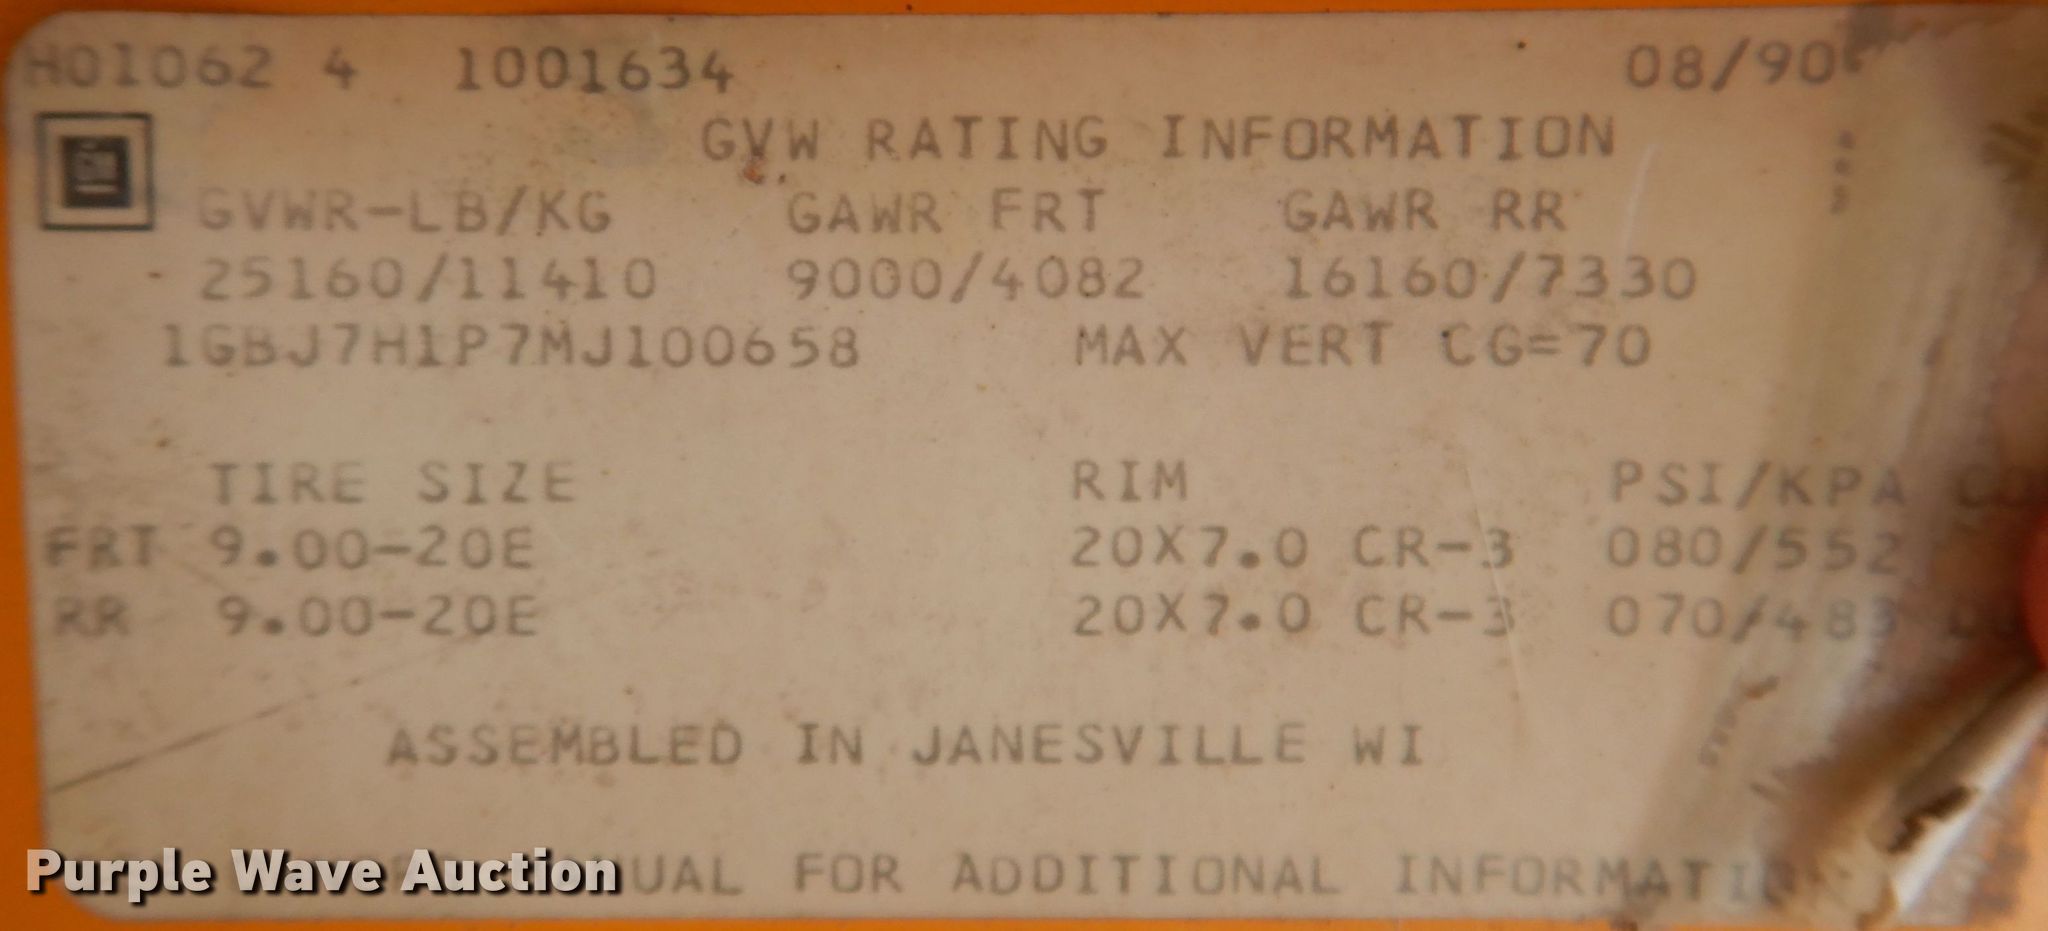 H01062 4 1001634 08/90
GVW RATING INFORMATION
GVWR-LB/KG GAWR FRT GAWR RR
25160/11410 9000/4082 16160/7330
1GBJ7H1P7MJ100658 MAX VERT CG=70
TIRE SIZE RIM PSI/KPA
FRT 9.00-20E 20X7.0 CR-3 080/552
RR 9.00-20E 20X7.0 CR-3 070/483
ASSEMBLED IN JANESVILLE WI
FOR ADDITIONAL INFORMATION
Purple Wave Auction